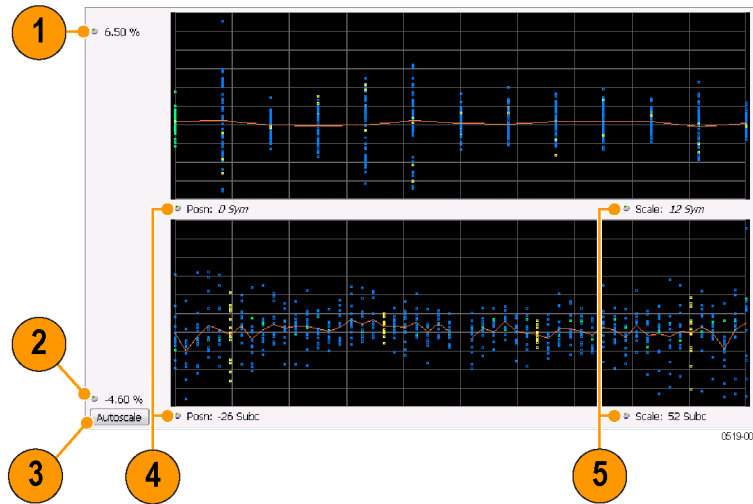 1
6.50 %
Posn: 0 Sym
Scale: 12 Sym
2
-4.60 %
Autoscale
Posn: -26 Subc
Scale: 52 Subc
0519-00
3
4
5